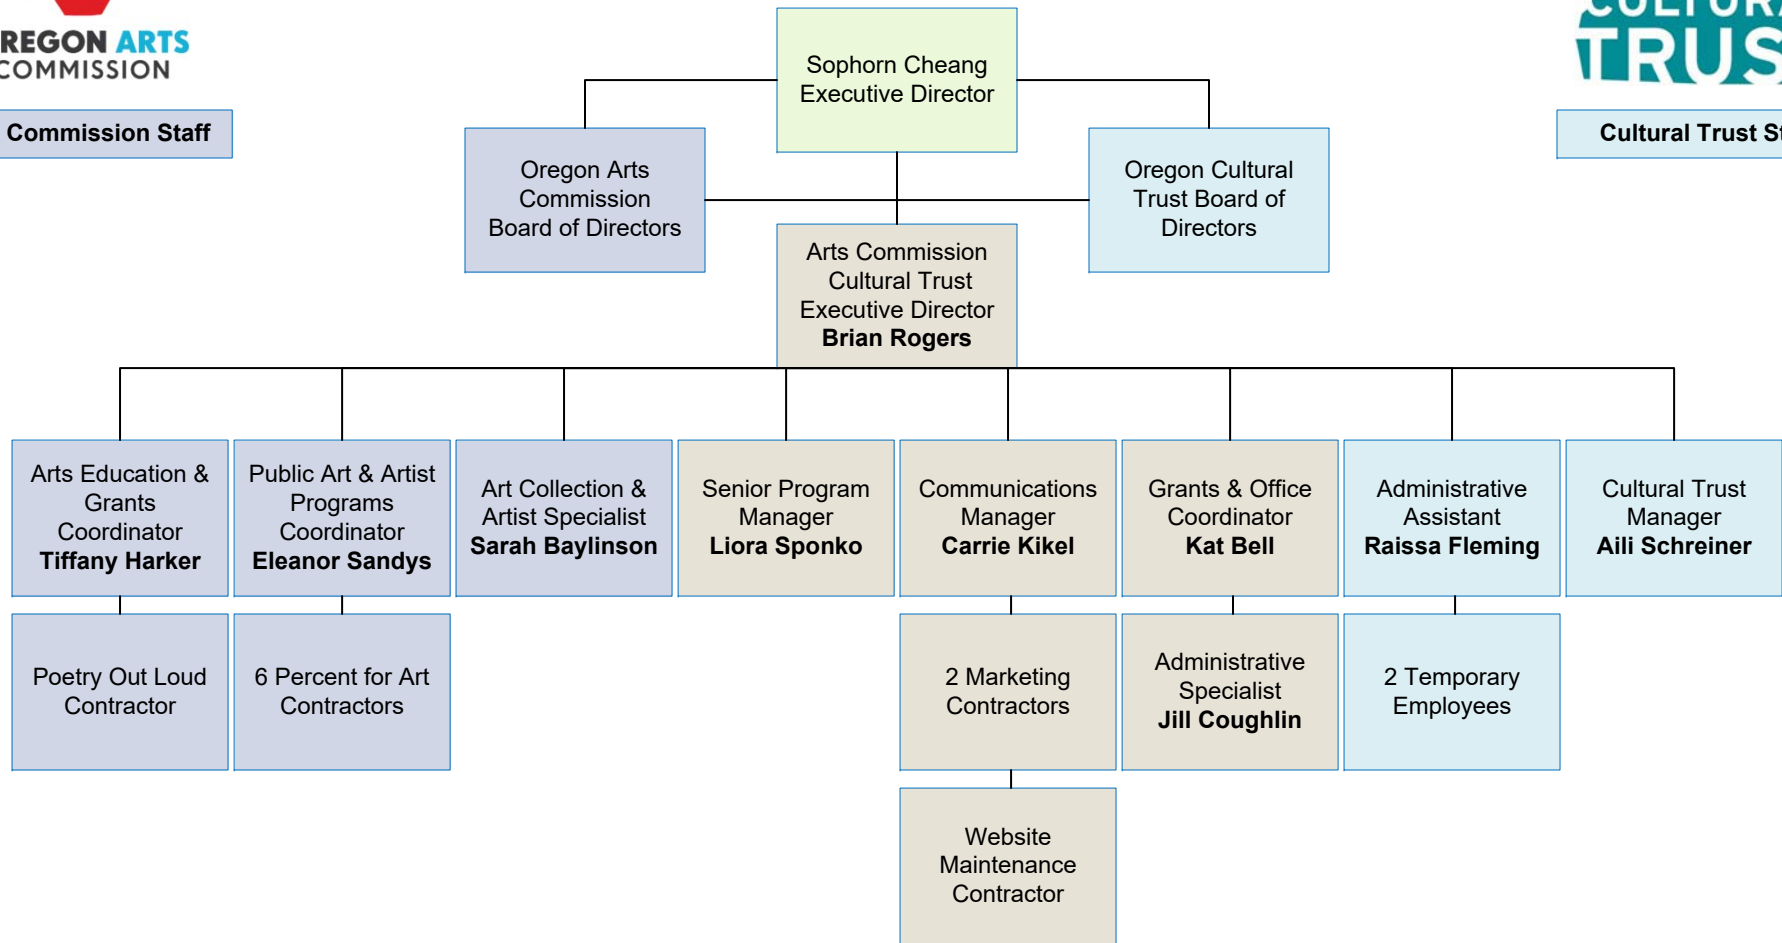 REGON ARTS
COMMISSION
Commission Staff
Sophorn Cheang
Executive Director
CULTURA
TRUS
Cultural Trust St
Oregon Arts
Commission
Board of Directors
Oregon Cultural
Trust Board of
Directors
Arts Commission
Cultural Trust
Executive Director
Brian Rogers
Arts Education &
Grants
Coordinator
Tiffany Harker
Public Art & Artist
Programs
Coordinator
Eleanor Sandys
Art Collection &
Artist Specialist
Sarah Baylinson
Senior Program
Manager
Liora Sponko
Communications
Manager
Carrie Kikel
Grants & Office
Coordinator
Kat Bell
Administrative
Assistant
Raissa Fleming
Cultural Trust
Manager
Aili Schreiner
Poetry Out Loud
Contractor
6 Percent for Art
Contractors
2 Marketing
Contractors
Administrative
Specialist
Jill Coughlin
2 Temporary
Employees
Website
Maintenance
Contractor